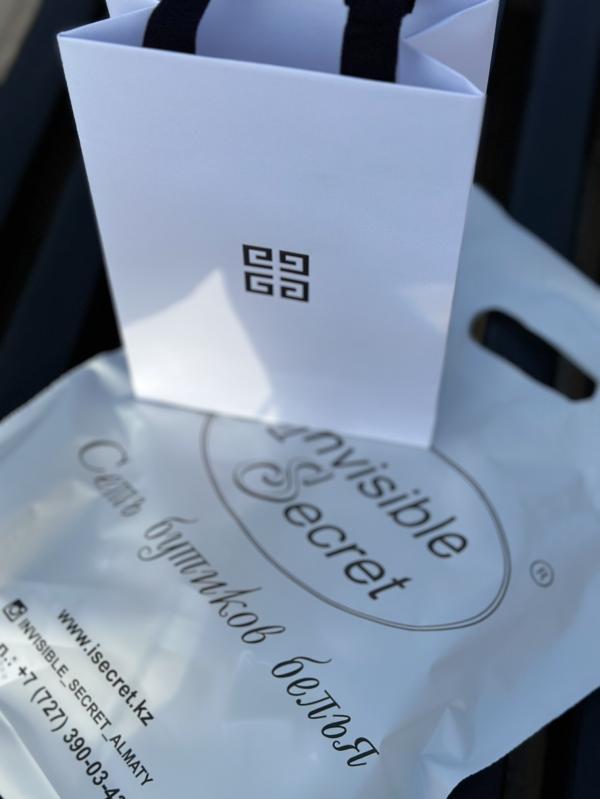 Invisible
Secret
®
Сеть бутиков белья
www.isecret.kz
INVISIBLE_SECRET_ALMATY
.: +7 (727) 390-03-4